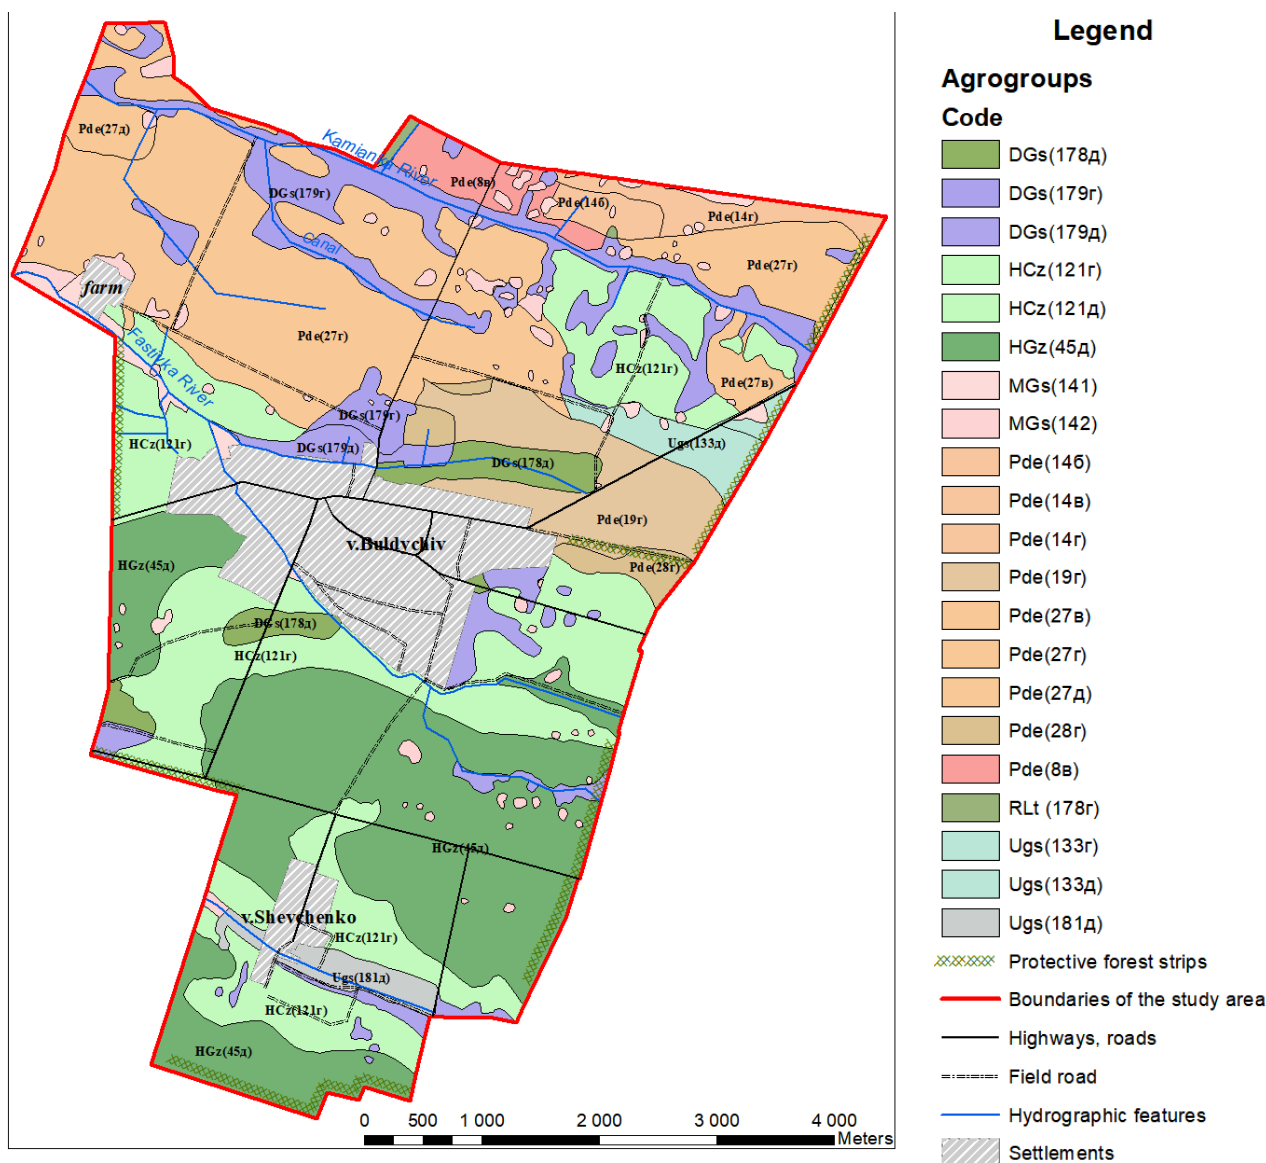 Legend
Agrogroups
Code
DGs(178д)
DGs(179г)
DGs(179д)
HCz(121г)
HCz(121д)
HGz(45д)
MGs(141)
MGs(142)
Pde(14б)
Pde(14в)
Pde(14г)
Pde(19г)
Pde(27в)
Pde(27г)
Pde(27д)
Pde(28г)
Pde(8в)
RLt (178г)
Ugs(133г)
Ugs(133д)
Ugs(181д)
Protective forest strips
Boundaries of the study area
Highways, roads
Field road
Hydrographic features
Settlements
Pde(27д)
Kamianka River
DGs(179г)
Pde(8в)
Pde(14б)
Pde(14г)
Canal
Pde(27г)
farm
Pde(27г)
Fastivka River
HCz(121г)
Pde(27в)
DGs(179г)
HCz(121г)
DGs(179д)
Ugs(133д)
DGs(178д)
Pde(19г)
v.Buldychiv
HGz(45д)
Pde(28г)
DGs(178д)
HCz(121г)
HGz(45д)
v.Shevchenko
HCz(121г)
Ugs(181д)
HCz(121г)
HGz(45д)
0 500 1 000 2 000 3 000 4 000
Meters